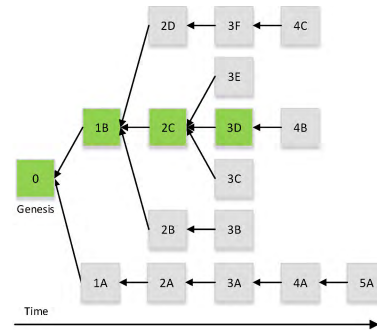 2D 3F 4C
3E
1B 2C 3D 4B
0
3C
Genesis
2B 3B
1A 2A 3A 4A 5A
Time